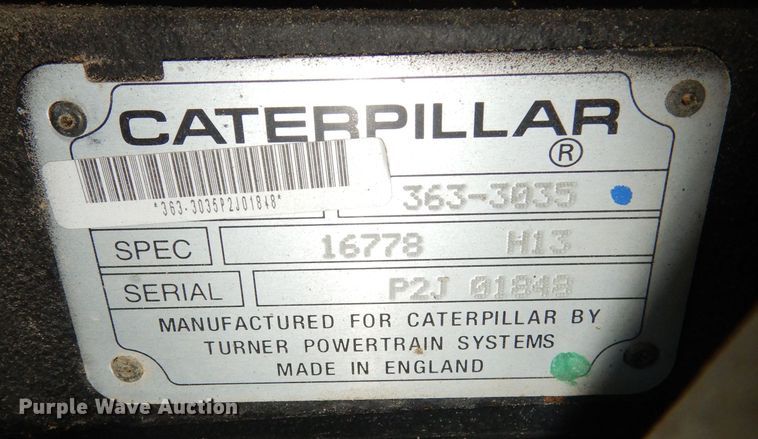 CATERPILLAR
®
*363-3035P2J01848*
363-3035
SPEC 16778 H13
SERIAL P2J 01848
MANUFACTURED FOR CATERPILLAR BY
TURNER POWERTRAIN SYSTEMS
MADE IN ENGLAND
Purple Wave Auction